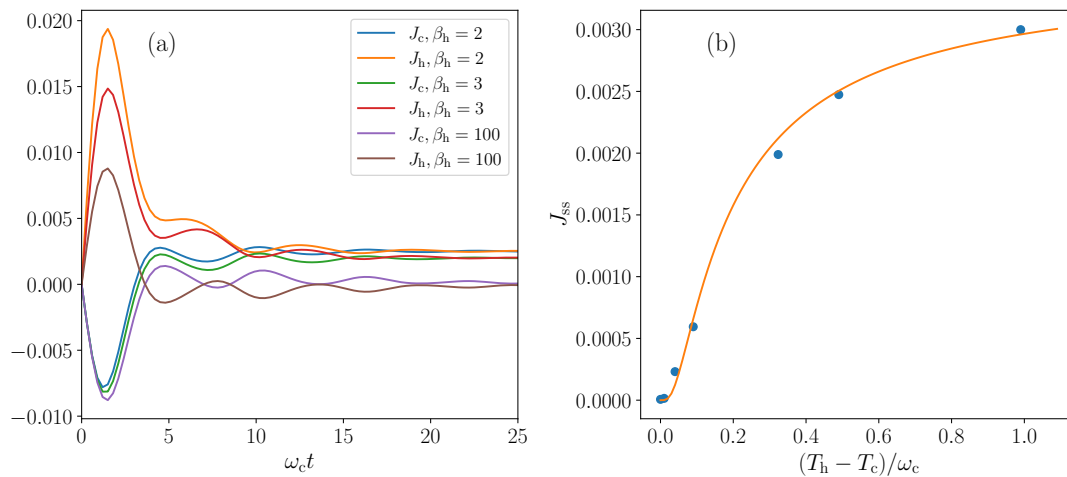 (a)
J_c, β_h = 2
J_h, β_h = 2
J_c, β_h = 3
J_h, β_h = 3
J_c, β_h = 100
J_h, β_h = 100
0.020
0.015
0.010
0.005
0.000
−0.005
−0.010
0
5
10
15
20
25
ω_c t
(b)
J_ss
0.0030
0.0025
0.0020
0.0015
0.0010
0.0005
0.0000
0.0
0.2
0.4
0.6
0.8
1.0
(T_h − T_c)/ω_c